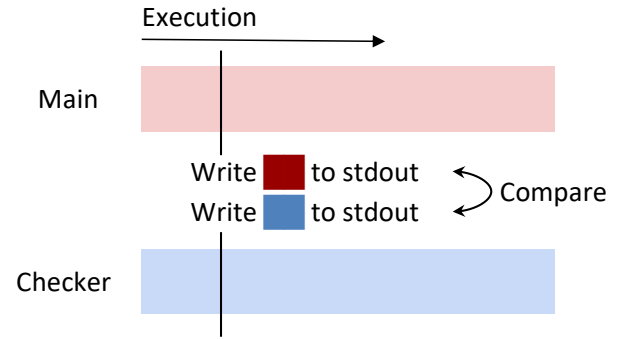 Execution
Main
Write to stdout
Write to stdout
Compare
Checker